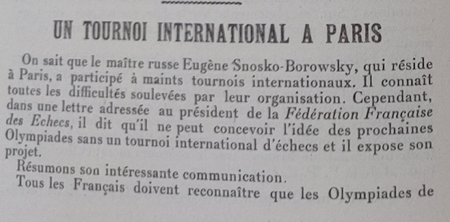 UN TOURNOI INTERNATIONAL A PARIS
On sait que le maître russe Eugène Snosko-Borowsky, qui réside
à Paris, a participé à maints tournois internationaux. Il connaît
toutes les difficultés soulevées par leur organisation. Cependant,
dans une lettre adressée au président de la Fédération Française
des Echecs, il dit qu'il ne peut concevoir l'idée des prochaines
Olympiades sans un tournoi international d'échecs et il expose son
projet.
Résumons son intéressante communication.
Tous les Français doivent reconnaître que les Olympiades de